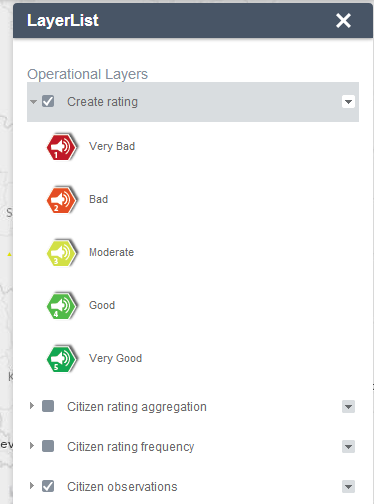 LayerList
Operational Layers
Create rating
1
Very Bad
2
Bad
3
Moderate
4
Good
5
Very Good
Citizen rating aggregation
Citizen rating frequency
Citizen observations